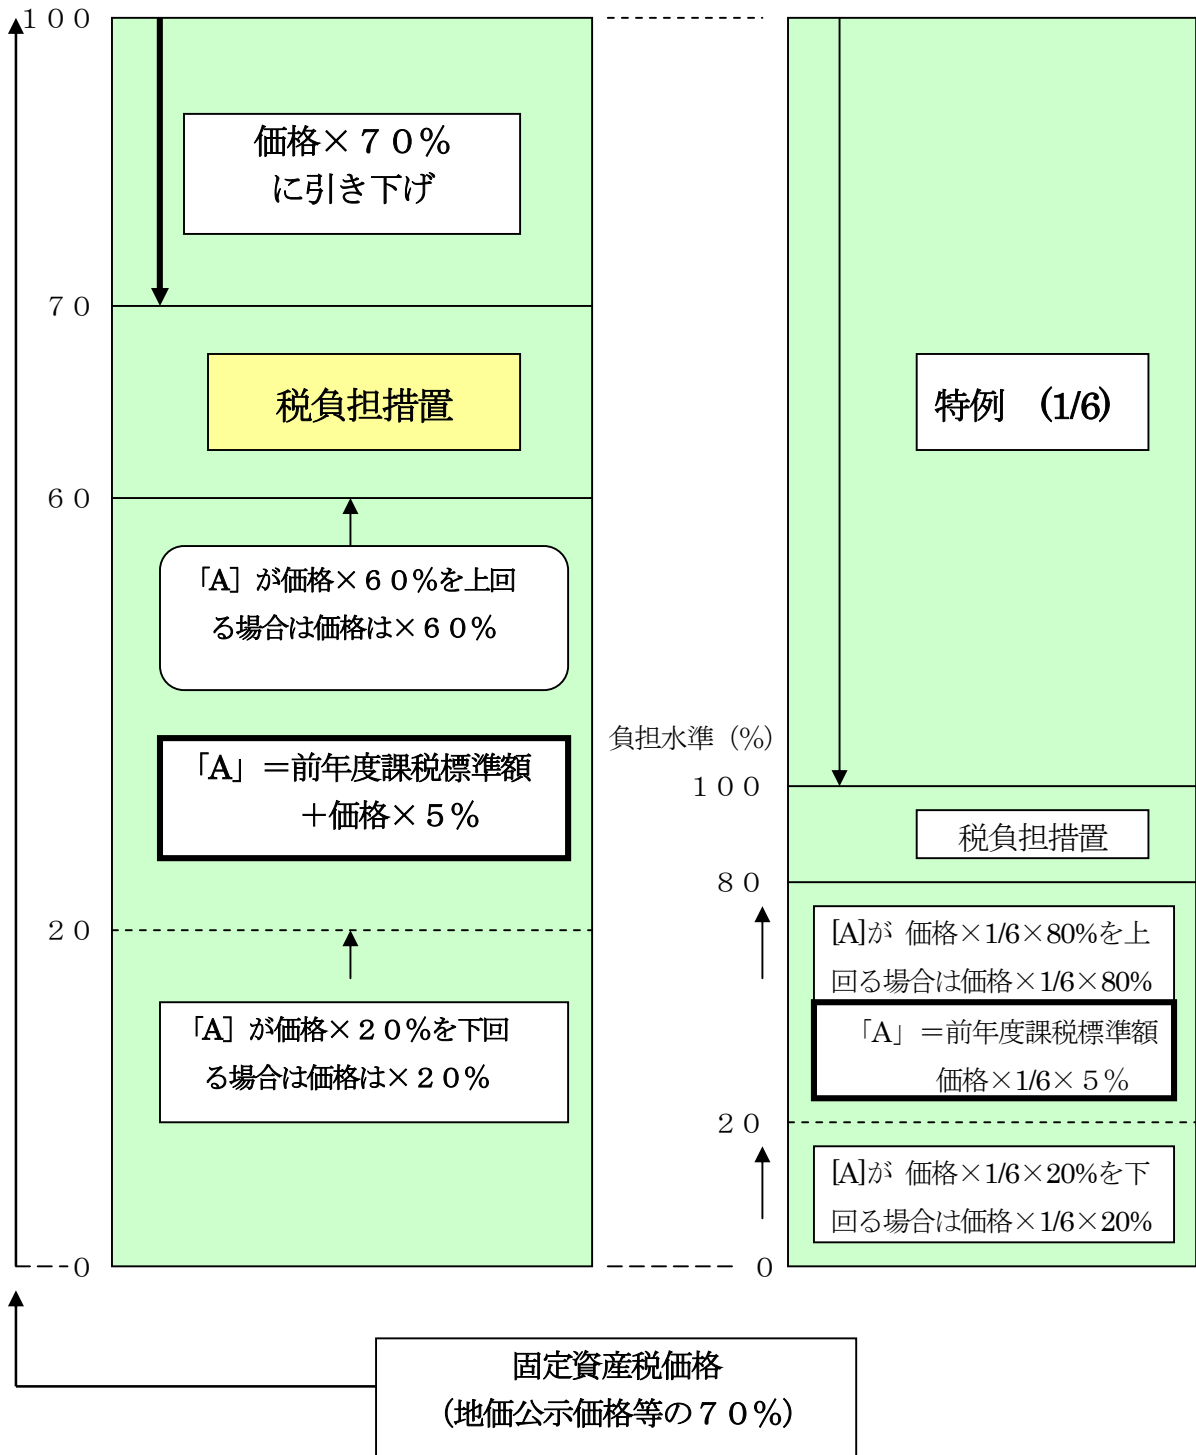 １００
価格×７０％
に引き下げ
７０
税負担措置
６０
「A］が価格×６０％を上回
る場合は価格は×６０％
「A」＝前年度課税標準額
＋価格×５％
２０
「A］が価格×２０％を下回
る場合は価格は×２０％
０
特例　（1/6）
負担水準（％）
１００
税負担措置
８０
[A]が 価格×1/6×80%を上
回る場合は価格×1/6×80%
「A」＝前年度課税標準額
価格×1/6×５％
２０
[A]が 価格×1/6×20%を下
回る場合は価格×1/6×20%
０
固定資産税価格
（地価公示価格等の７０％）